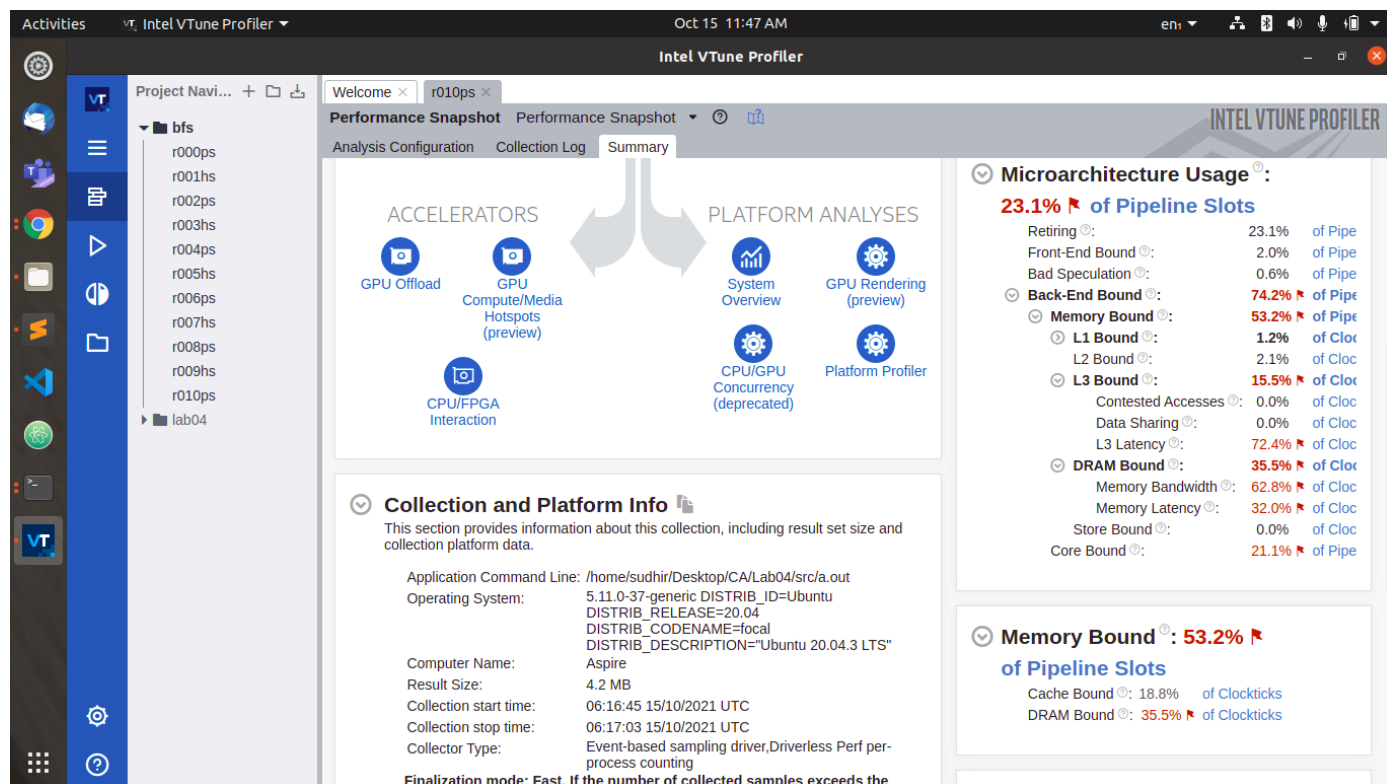 Activities
Intel VTune Profiler
Oct 15 11:47 AM
en₁
Intel VTune Profiler
VT
Project Navi...
bfs
r000ps
r001hs
r002ps
r003hs
r004ps
r005hs
r006ps
r007hs
r008ps
r009hs
r010ps
lab04
Welcome
r010ps
Performance Snapshot Performance Snapshot
INTEL VTUNE PROFILER
Analysis Configuration Collection Log Summary
ACCELERATORS
GPU Offload
GPU
Compute/Media
Hotspots
(preview)
CPU/FPGA
Interaction
PLATFORM ANALYSES
System
Overview
GPU Rendering
(preview)
CPU/GPU
Concurrency
(deprecated)
Platform Profiler
Collection and Platform Info
This section provides information about this collection, including result set size and
collection platform data.
Application Command Line: /home/sudhir/Desktop/CA/Lab04/src/a.out
Operating System: 5.11.0-37-generic DISTRIB_ID=Ubuntu
DISTRIB_RELEASE=20.04
DISTRIB_CODENAME=focal
DISTRIB_DESCRIPTION="Ubuntu 20.04.3 LTS"
Computer Name: Aspire
Result Size: 4.2 MB
Collection start time: 06:16:45 15/10/2021 UTC
Collection stop time: 06:17:03 15/10/2021 UTC
Collector Type: Event-based sampling driver,Driverless Perf per-
process counting
Finalization mode: Fast. If the number of collected samples exceeds the
Microarchitecture Usage :
23.1% of Pipeline Slots
Retiring : 23.1% of Pipe
Front-End Bound : 2.0% of Pipe
Bad Speculation : 0.6% of Pipe
Back-End Bound : 74.2% of Pipe
Memory Bound : 53.2% of Pipe
L1 Bound : 1.2% of Cloc
L2 Bound : 2.1% of Cloc
L3 Bound : 15.5% of Cloc
Contested Accesses : 0.0% of Cloc
Data Sharing : 0.0% of Cloc
L3 Latency : 72.4% of Cloc
DRAM Bound : 35.5% of Cloc
Memory Bandwidth : 62.8% of Cloc
Memory Latency : 32.0% of Cloc
Store Bound : 0.0% of Cloc
Core Bound : 21.1% of Pipe
Memory Bound : 53.2%
of Pipeline Slots
Cache Bound : 18.8% of Clockticks
DRAM Bound : 35.5% of Clockticks
VT